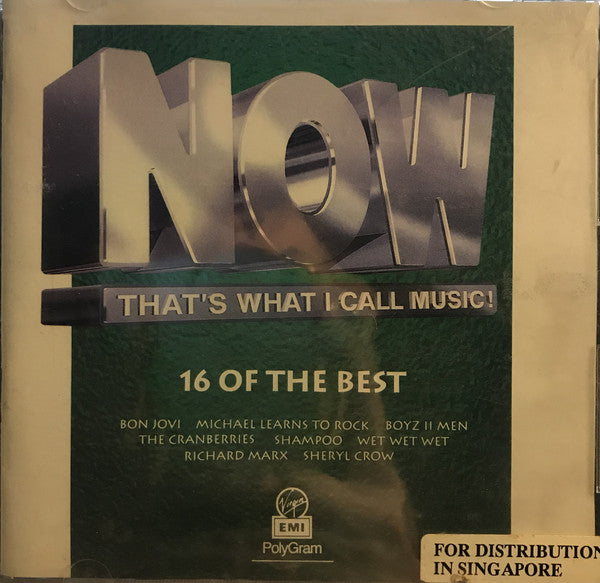 NOW
THAT'S WHAT I CALL MUSIC!
16 OF THE BEST
BON JOVI MICHAEL LEARNS TO ROCK BOYZ II MEN
THE CRANBERRIES SHAMPOO WET WET WET
RICHARD MARX SHERYL CROW
Virgin
EMI
PolyGram
FOR DISTRIBUTION
IN SINGAPORE